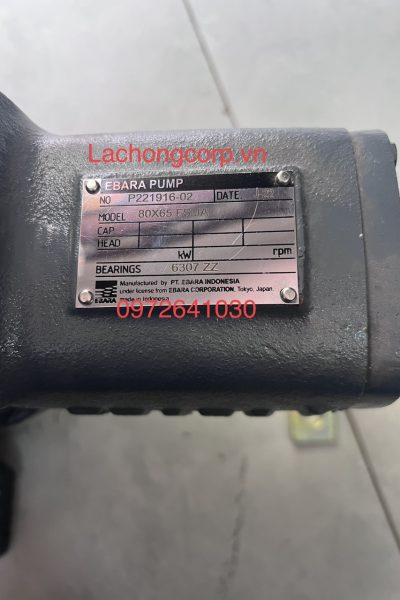 Lachongcorp.vn
EBARA PUMP
NO P221916-02 DATE.
MODEL 80X65 FS JA
CAP
HEAD
kW rpm
BEARINGS 6307 ZZ
EBARA
Manufactured by PT. EBARA INDONESIA
under license from EBARA CORPORATION, Tokyo, Japan.
made in Indonesia
0972641030